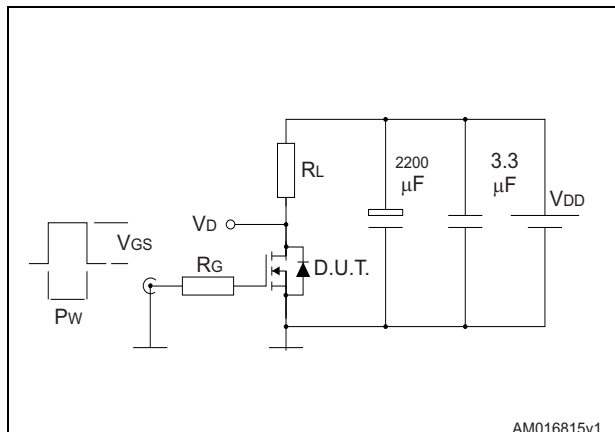 2200
μF
3.3
μF
RL
VDD
VD
VGS
RG
D.U.T.
PW
AM016815v1